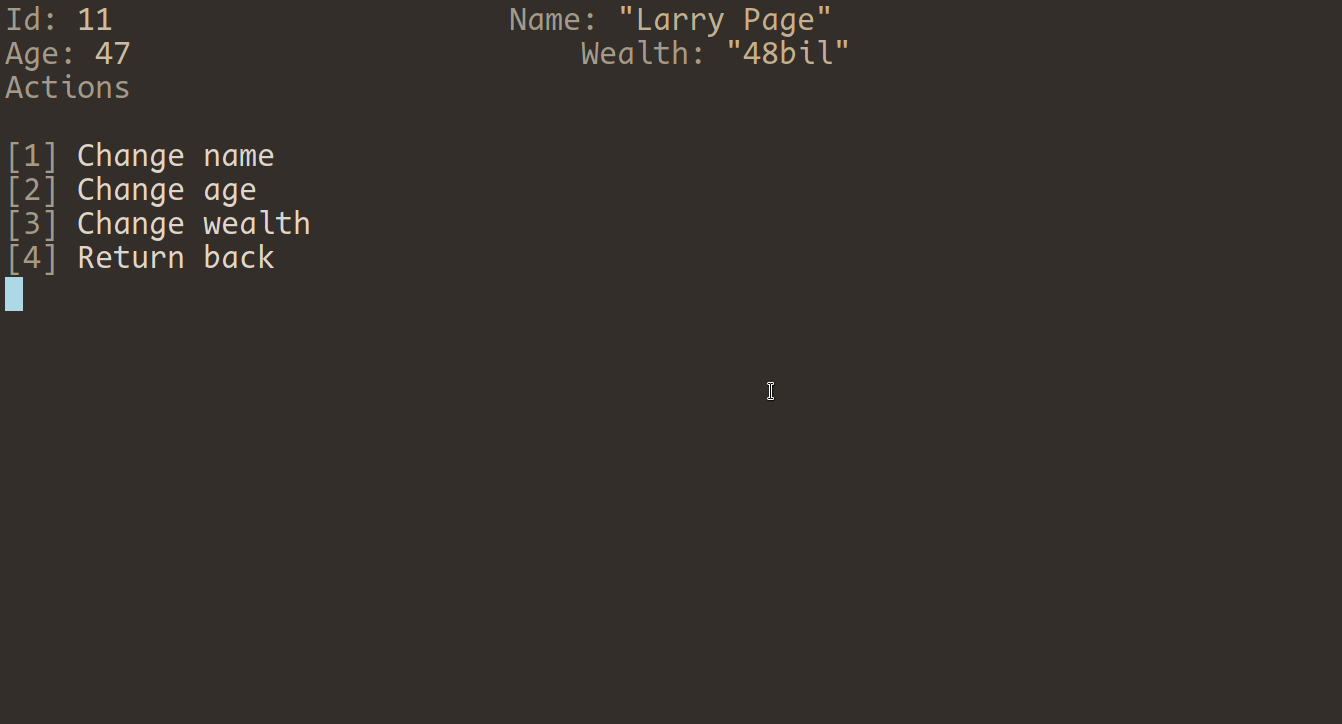 Id: 11 Name: "Larry Page"
Age: 47 Wealth: "48bil"
Actions
[1] Change name
[2] Change age
[3] Change wealth
[4] Return back